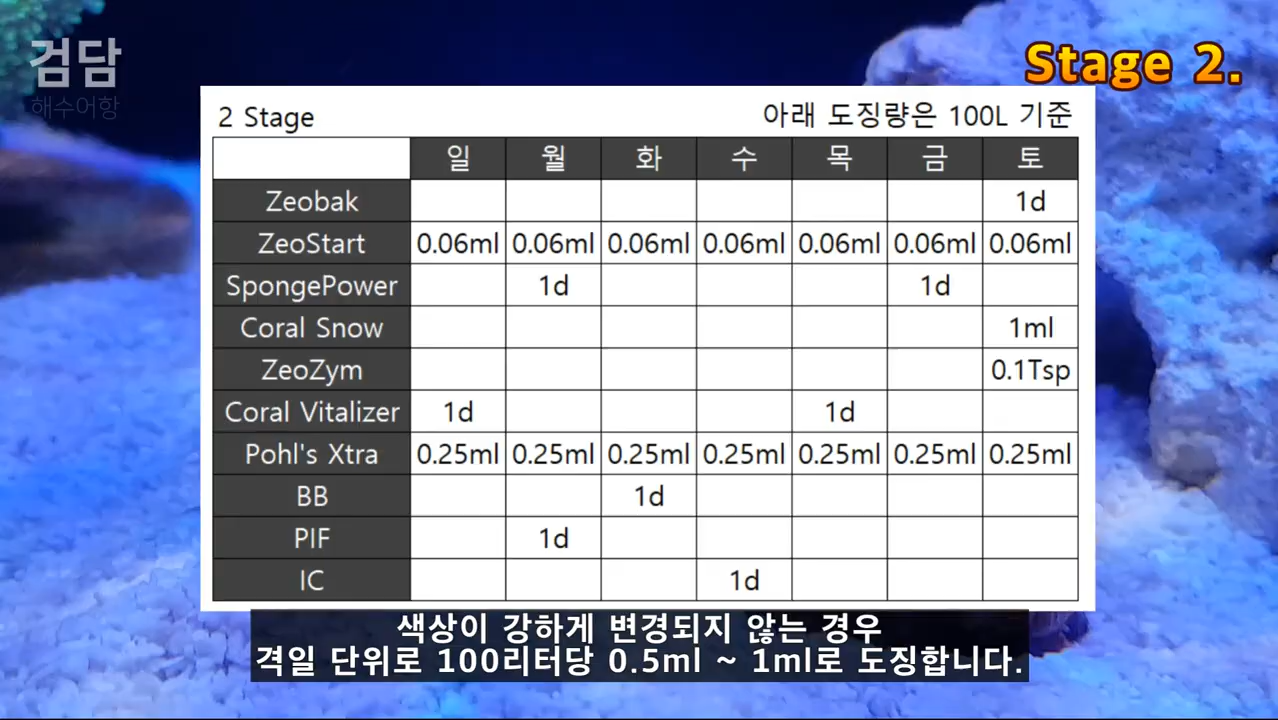 검담
해수어항
Stage 2.
2 Stage 아래 도징량은 100L 기준
일 월 화 수 목 금 토
Zeobak 1d
ZeoStart 0.06ml 0.06ml 0.06ml 0.06ml 0.06ml 0.06ml 0.06ml
SpongePower 1d 1d
Coral Snow 1ml
ZeoZym 0.1Tsp
Coral Vitalizer 1d 1d
Pohl's Xtra 0.25ml 0.25ml 0.25ml 0.25ml 0.25ml 0.25ml 0.25ml
BB 1d
PIF 1d
IC 1d
색상이 강하게 변경되지 않는 경우
격일 단위로 100리터당 0.5ml ~ 1ml로 도징합니다.